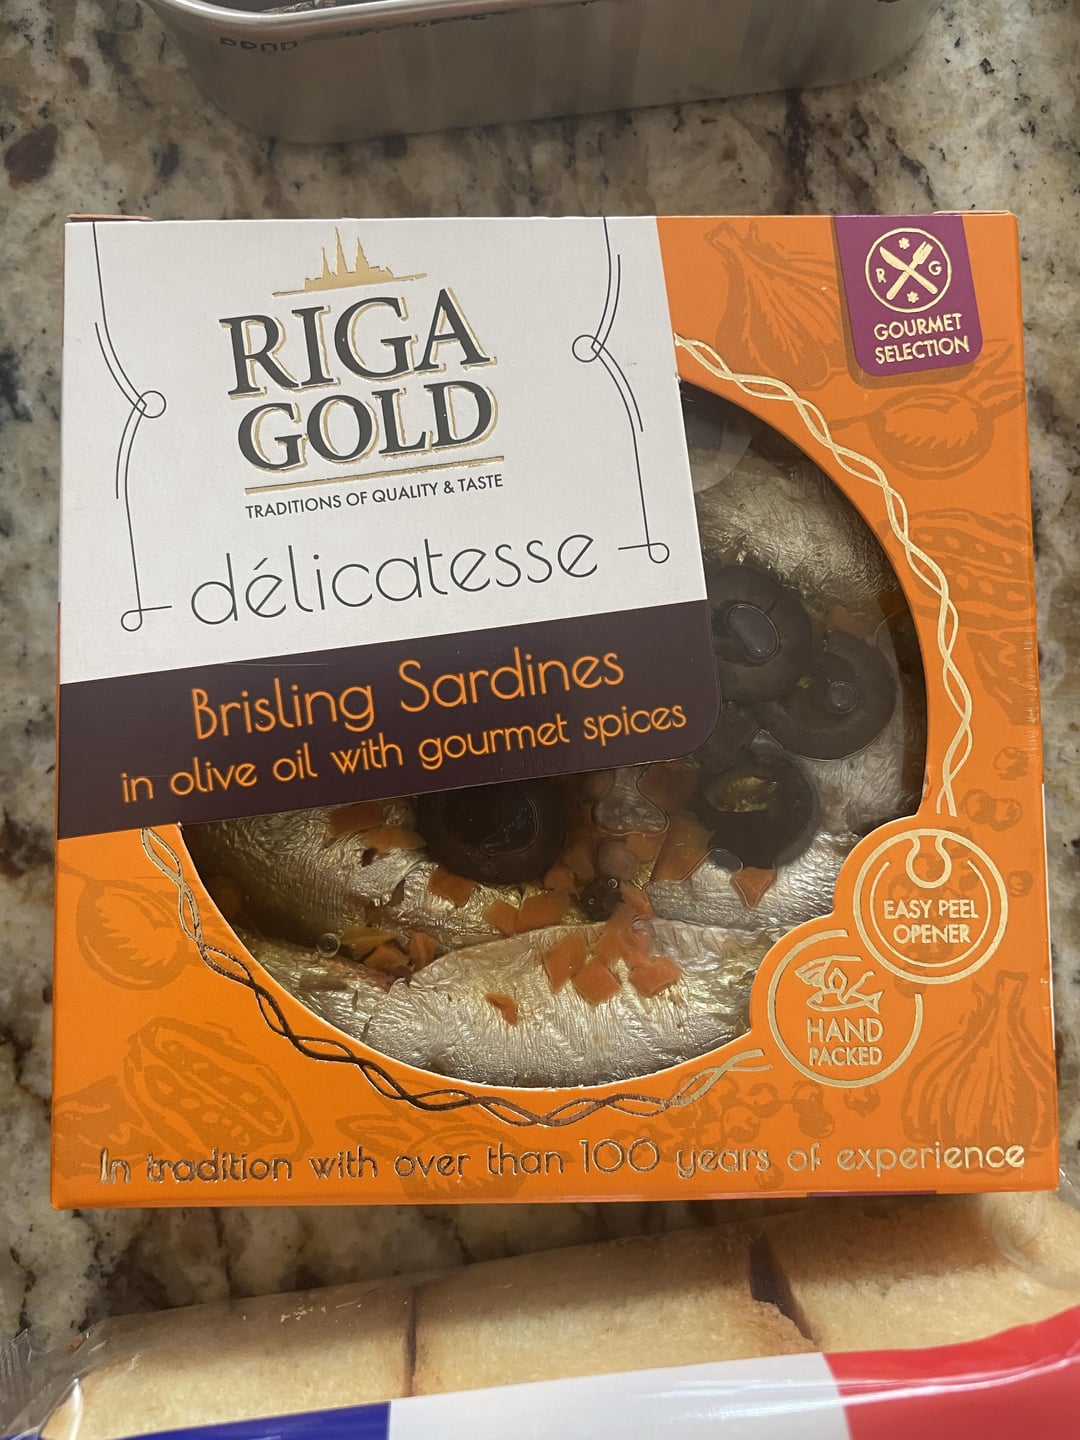 RIGA
GOLD
TRADITIONS OF QUALITY & TASTE
délicatesse
Brisling Sardines
in olive oil with gourmet spices
R G
GOURMET
SELECTION
EASY PEEL
OPENER
HAND
PACKED
In tradition with over than 100 years of experience